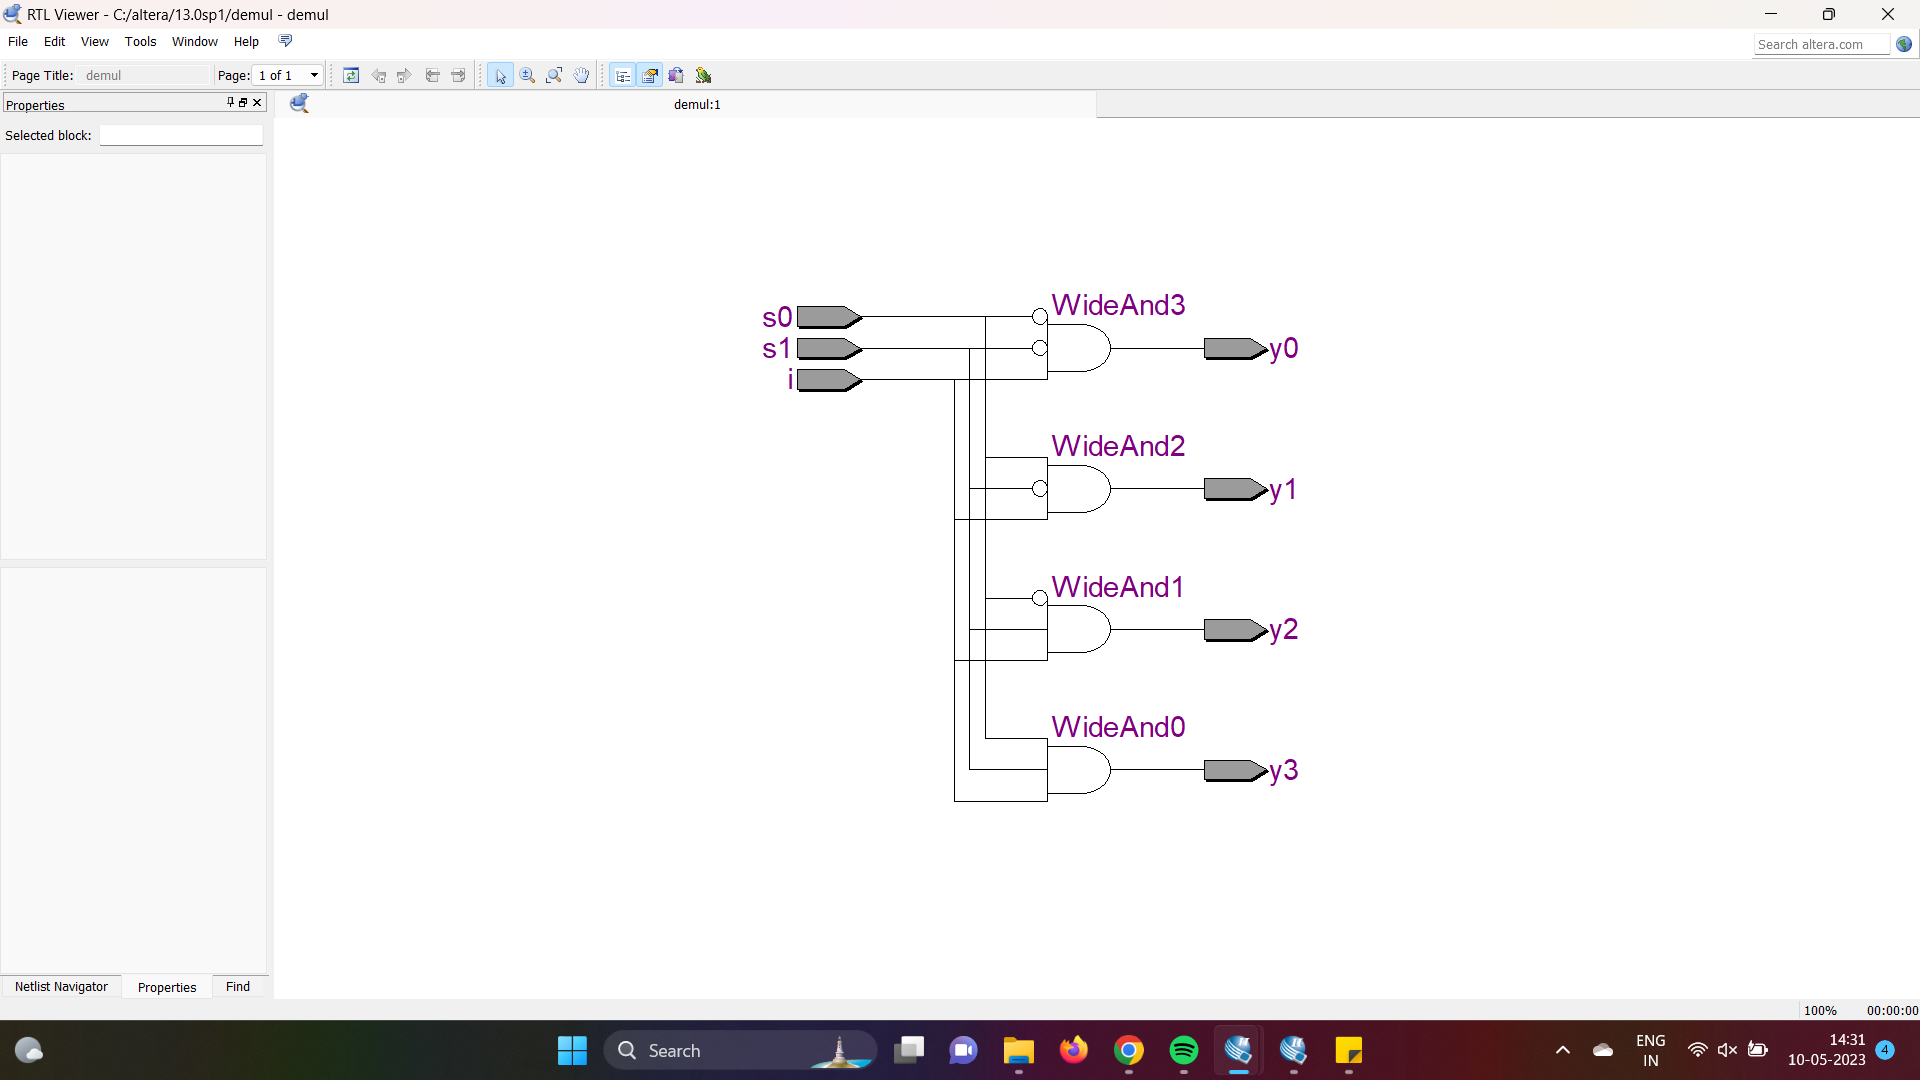 RTL Viewer - C:/altera/13.0sp1/demul - demul
File Edit View Tools Window Help
Search altera.com
Page Title: demul Page: 1 of 1
Properties
demul:1
Selected block:
WideAnd3
s0
s1
y0
i
WideAnd2
y1
WideAnd1
y2
WideAnd0
y3
Netlist Navigator Properties Find
100% 00:00:00
Search
ENG
IN
14:31
10-05-2023
4